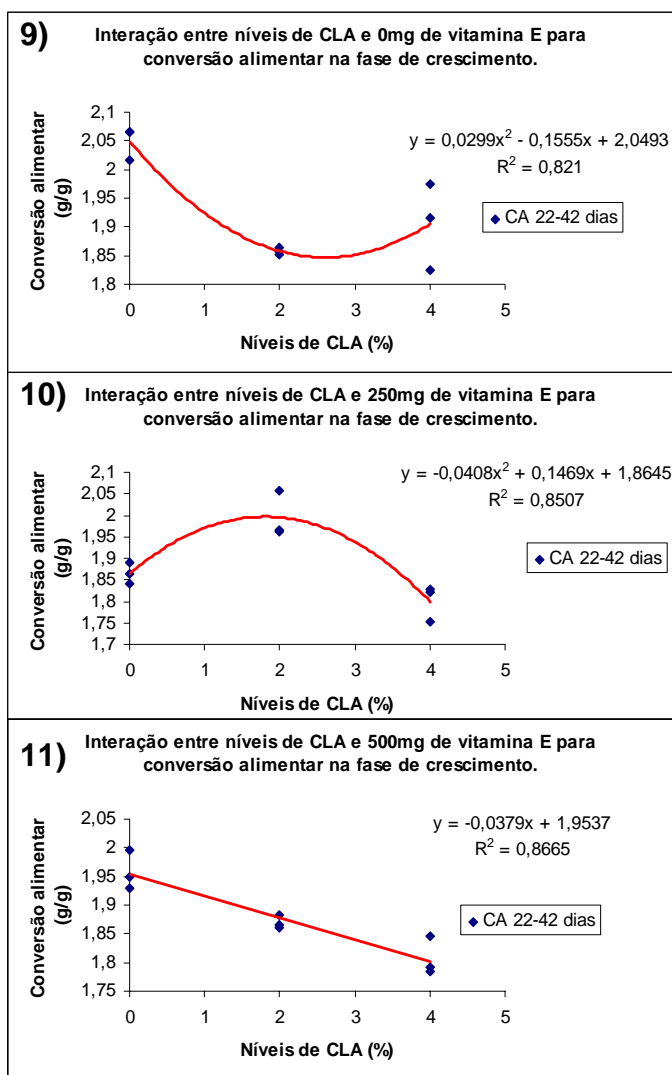 9)
Interação entre níveis de CLA e 0mg de vitamina E para
conversão alimentar na fase de crescimento.
y = 0,0299x² - 0,1555x + 2,0493
R² = 0,821
Conversão alimentar
(g/g)
2,1
2,05
2
1,95
1,9
1,85
1,8
CA 22-42 dias
0 1 2 3 4 5
Níveis de CLA (%)
10)
Interação entre níveis de CLA e 250mg de vitamina E para
conversão alimentar na fase de crescimento.
y = -0,0408x² + 0,1469x + 1,8645
R² = 0,8507
Conversão alimentar
(g/g)
2,1
2,05
2
1,95
1,9
1,85
1,8
1,75
1,7
CA 22-42 dias
0 1 2 3 4 5
Níveis de CLA (%)
11)
Interação entre níveis de CLA e 500mg de vitamina E para
conversão alimentar na fase de crescimento.
y = -0,0379x + 1,9537
R² = 0,8665
Conversão alimentar
(g/g)
2,05
2
1,95
1,9
1,85
1,8
1,75
CA 22-42 dias
0 1 2 3 4 5
Níveis de CLA (%)